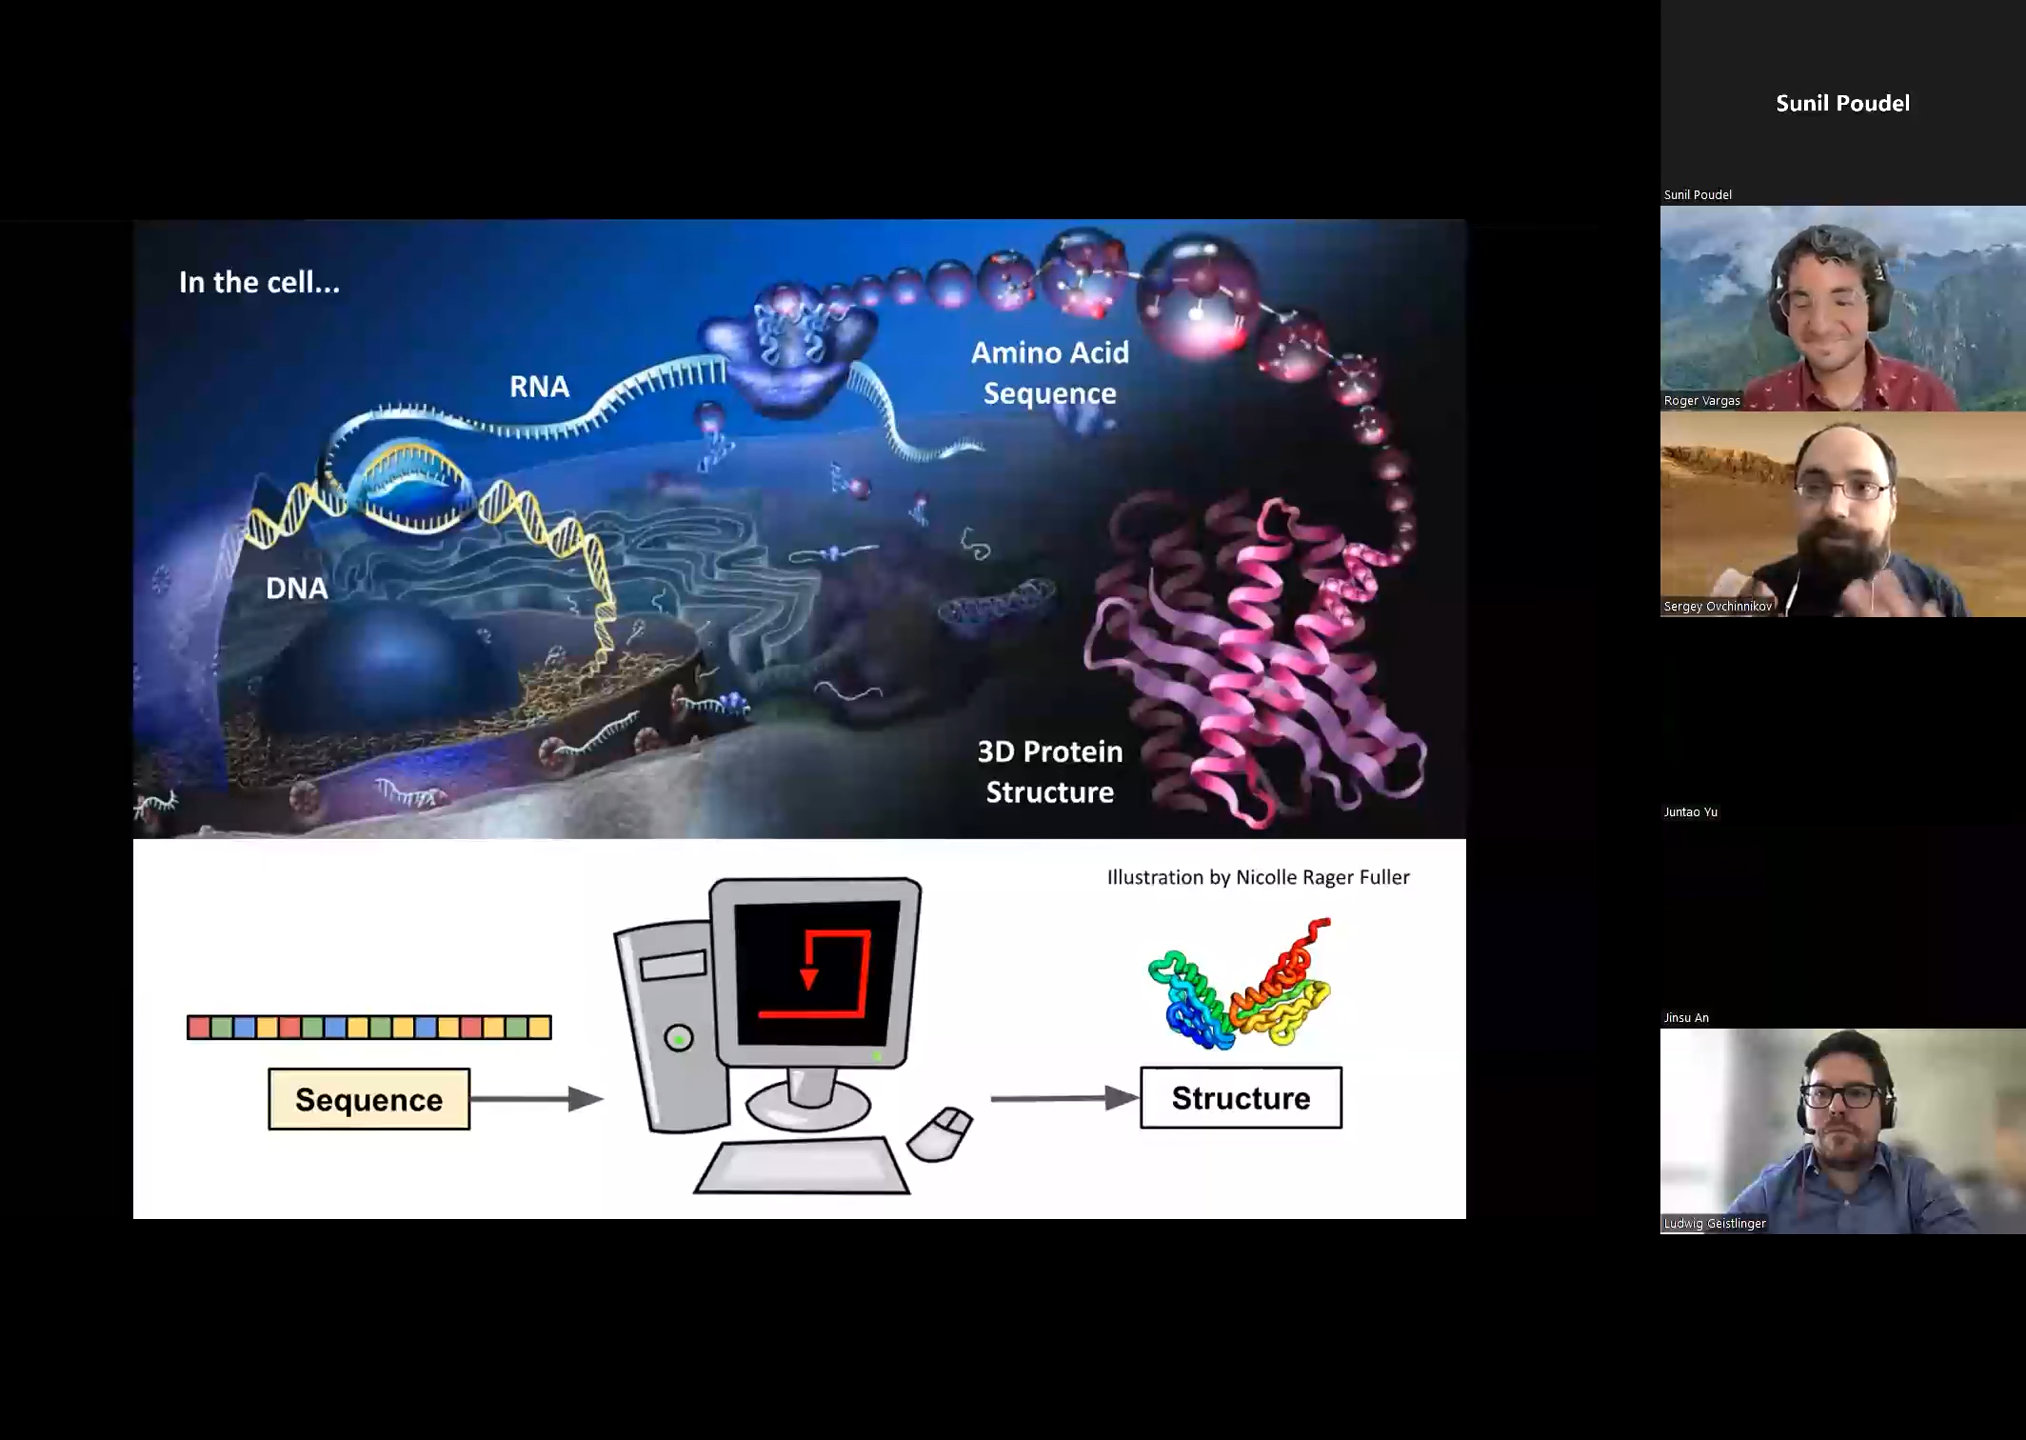 In the cell...
RNA
Amino Acid
Sequence
DNA
3D Protein
Structure
Illustration by Nicolle Rager Fuller
Sequence
Structure
Sunil Poudel
Sunil Poudel
Roger Vargas
Sergey Ovchinnikov
Juntao Yu
Jinsu An
Ludwig Geistlinger